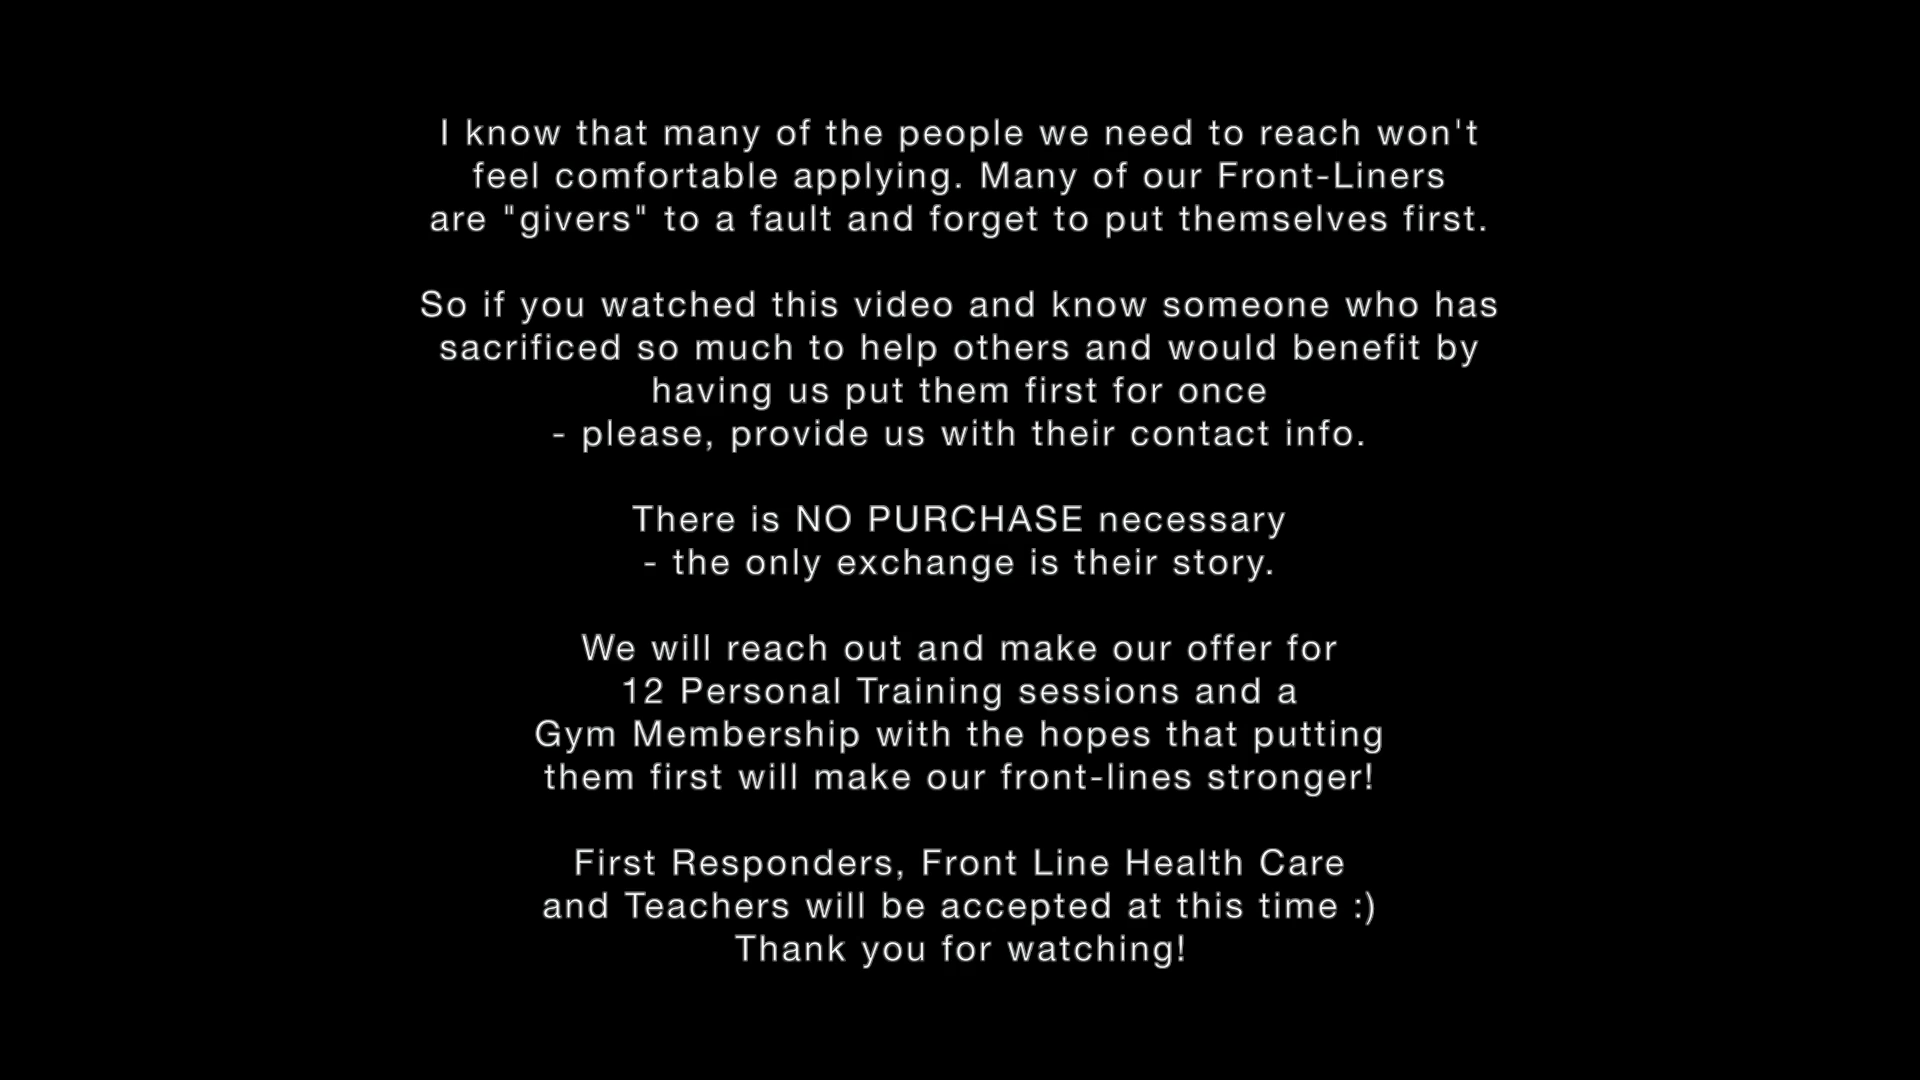 I know that many of the people we need to reach won't
feel comfortable applying. Many of our Front-Liners
are "givers" to a fault and forget to put themselves first.
So if you watched this video and know someone who has
sacrificed so much to help others and would benefit by
having us put them first for once
- please, provide us with their contact info.
There is NO PURCHASE necessary
- the only exchange is their story.
We will reach out and make our offer for
12 Personal Training sessions and a
Gym Membership with the hopes that putting
them first will make our front-lines stronger!
First Responders, Front Line Health Care
and Teachers will be accepted at this time :)
Thank you for watching!